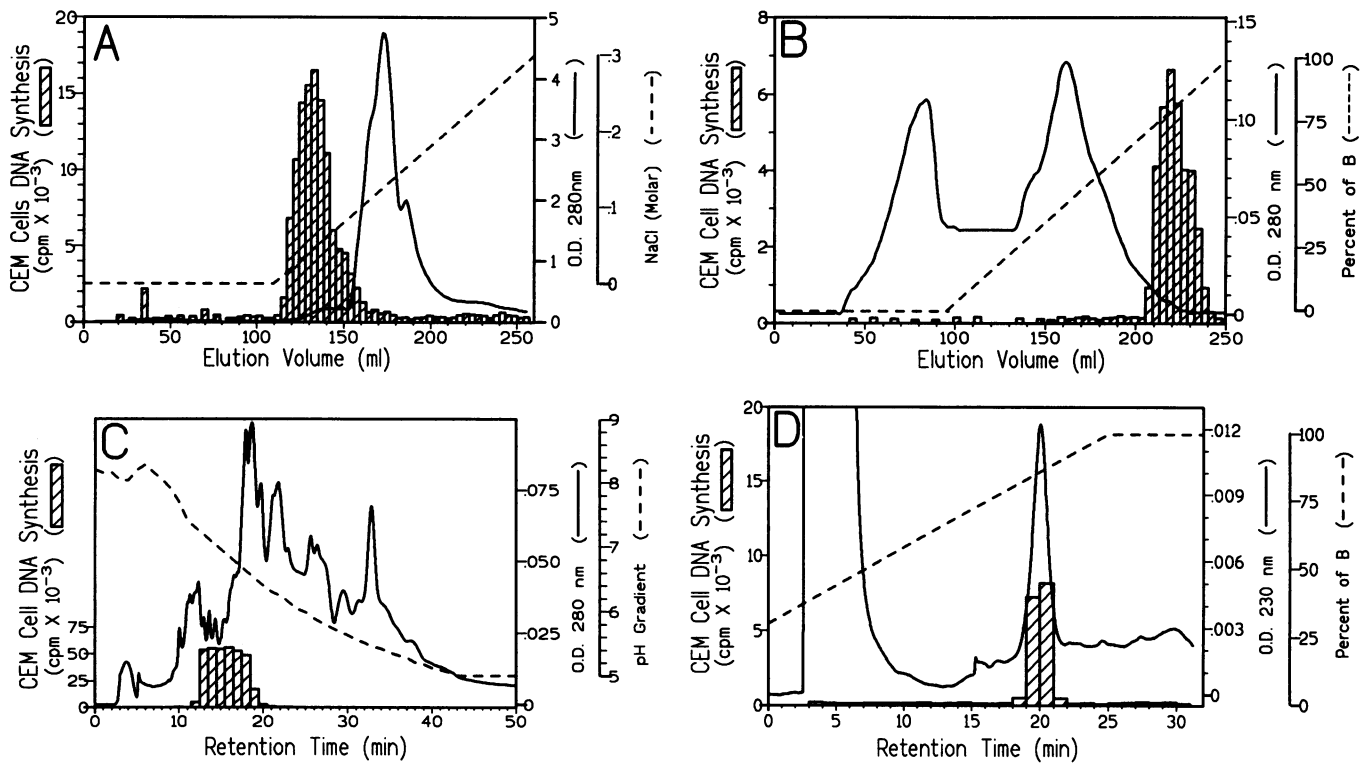 A
CEM Cells DNA Synthesis
(cpm X 10⁻³)
20
15
10
5
0
0 50 100 150 200 250
Elution Volume (ml)
5
4
3
2
1
0
O.D. 280nm (——)
3
2
1
0
NaCl (Molar) (---)
B
CEM Cell DNA Synthesis
(cpm X 10⁻³)
8
6
4
2
0
0 50 100 150 200 250
Elution Volume (ml)
.15
.10
.05
0
O.D. 280 nm (——)
100
75
50
25
0
Percent of B (-----)
C
CEM Cell DNA Synthesis
(cpm X 10⁻³)
75
50
25
0
0 10 20 30 40 50
Retention Time (min)
.075
.050
.025
0
O.D. 280 nm (——)
9
8
7
6
5
pH Gradient (---)
D
CEM Cell DNA Synthesis
(cpm X 10⁻³)
20
15
10
5
0
0 5 10 15 20 25 30
Retention Time (min)
.012
.009
.006
.003
0
O.D. 230 nm (——)
100
75
50
25
0
Percent of B (---)